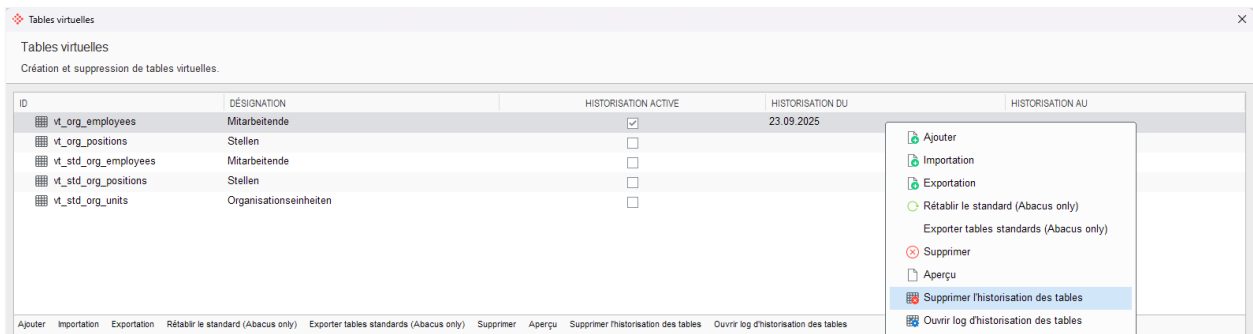 Tables virtuelles
Tables virtuelles
Création et suppression de tables virtuelles.
ID DÉSIGNATION HISTORISATION ACTIVE HISTORISATION DU HISTORISATION AU
vt_org_employees Mitarbeitende 23.09.2025
vt_org_positions Stellen
vt_std_org_employees Mitarbeitende
vt_std_org_positions Stellen
vt_std_org_units Organisationseinheiten
Ajouter
Importation
Exportation
Rétablir le standard (Abacus only)
Exporter tables standards (Abacus only)
Supprimer
Aperçu
Supprimer l'historisation des tables
Ouvrir log d'historisation des tables
Ajouter Importation Exportation Rétablir le standard (Abacus only) Exporter tables standards (Abacus only) Supprimer Aperçu Supprimer l'historisation des tables Ouvrir log d'historisation des tables